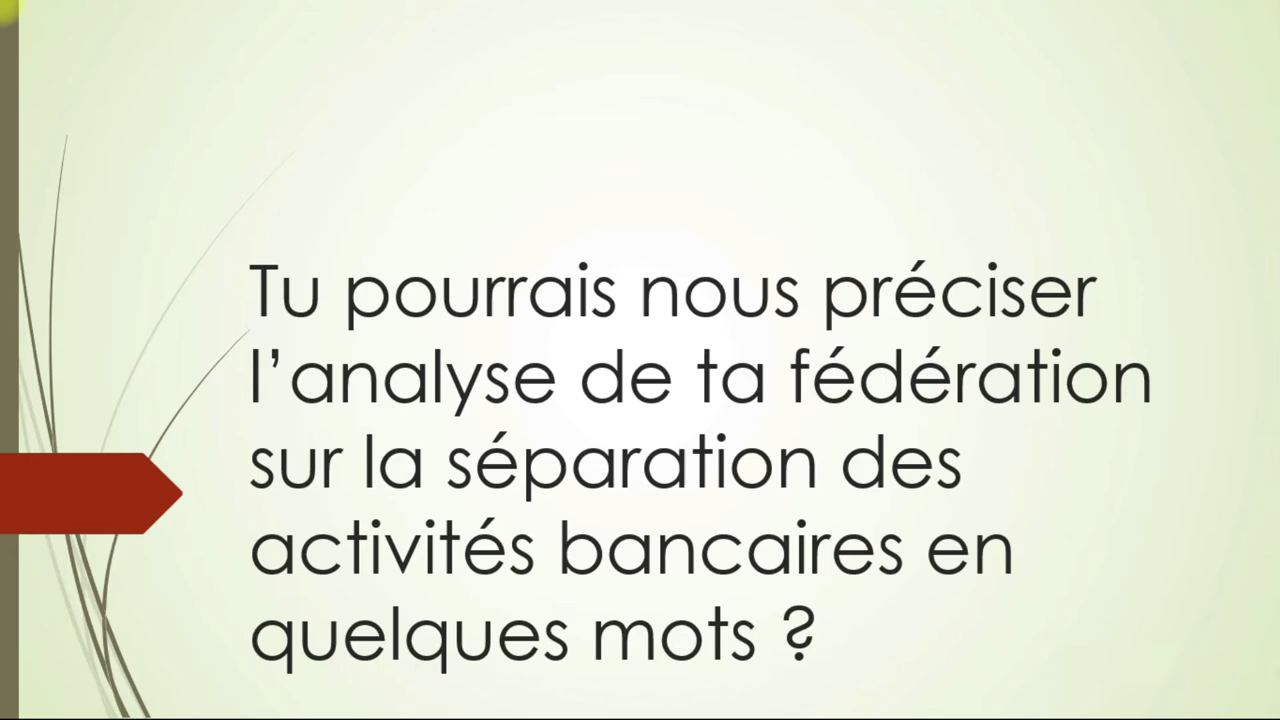 Tu pourrais nous préciser
l’analyse de ta fédération
sur la séparation des
activités bancaires en
quelques mots ?